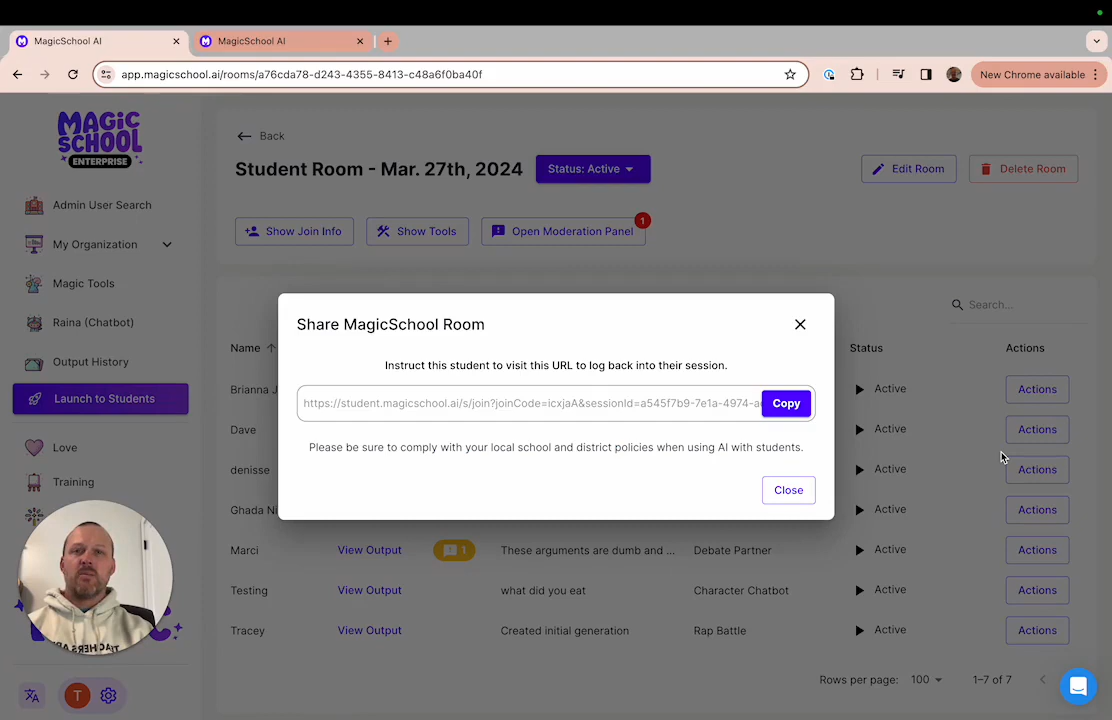 MagicSchool AI
MagicSchool AI
app.magicschool.ai/rooms/a76cda78-d243-4355-8413-c48a6f0ba40f
New Chrome available
MAGIC
SCHOOL
ENTERPRISE
Admin User Search
My Organization
Magic Tools
Raina (Chatbot)
Output History
Launch to Students
Love
Training
T
Back
Student Room - Mar. 27th, 2024
Status: Active
Edit Room
Delete Room
Show Join Info
Show Tools
Open Moderation Panel
1
Search...
Name
Status
Actions
Brianna J
Active
Actions
Dave
Active
Actions
denisse
Active
Actions
Ghada Ni
Active
Actions
Marci
View Output
1
These arguments are dumb and ...
Debate Partner
Active
Actions
Testing
View Output
what did you eat
Character Chatbot
Active
Actions
Tracey
View Output
Created initial generation
Rap Battle
Active
Actions
Rows per page: 100
1–7 of 7
Share MagicSchool Room
Instruct this student to visit this URL to log back into their session.
https://student.magicschool.ai/s/join?joinCode=icxjaA&sessionId=a545f7b9-7e1a-4974-a
Copy
Please be sure to comply with your local school and district policies when using AI with students.
Close